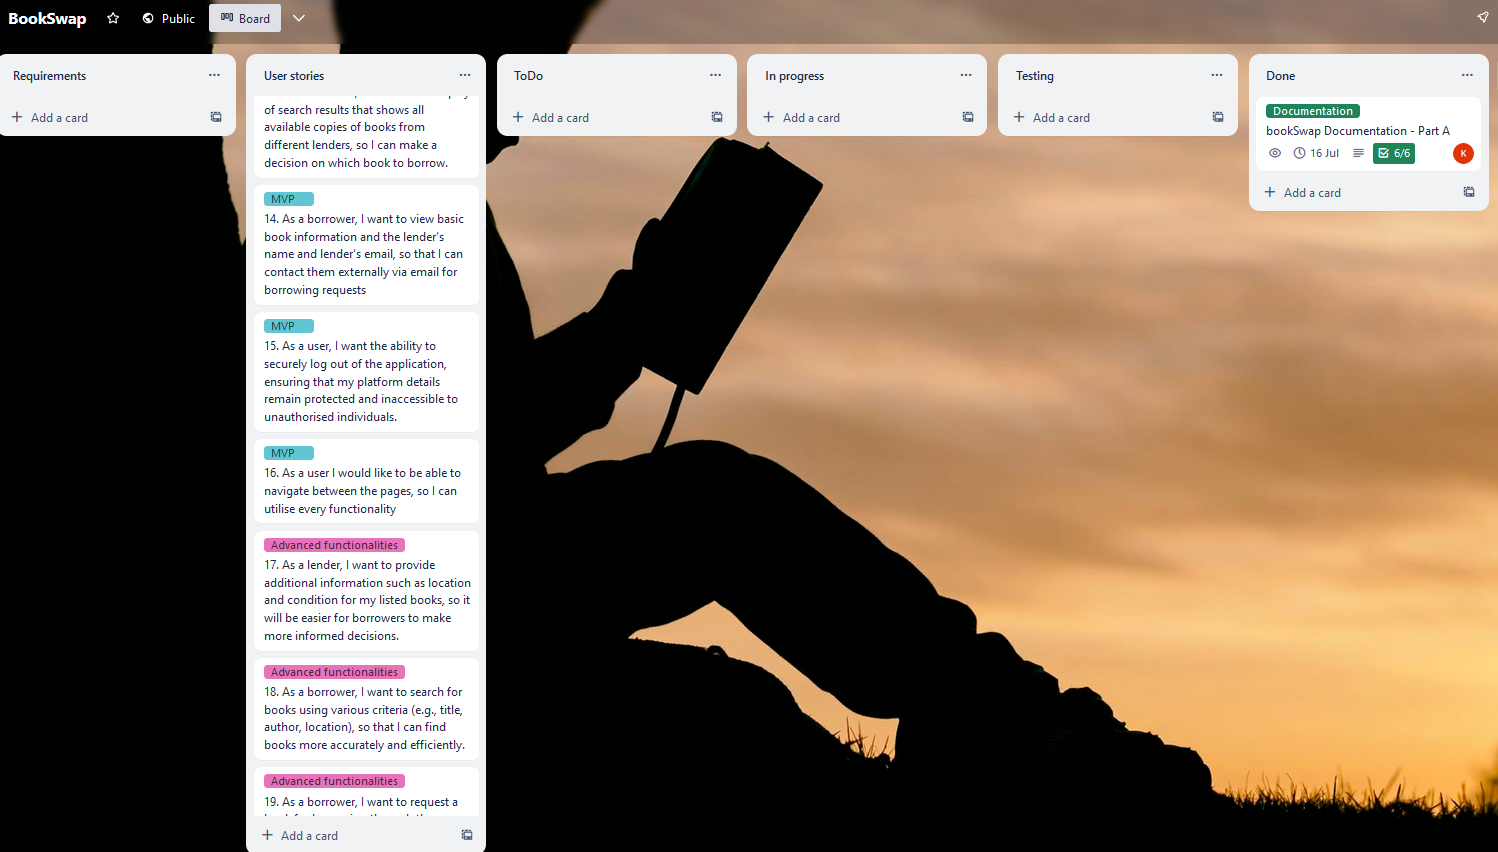 BookSwap
Public
Board
Requirements
Add a card
User stories
of search results that shows all
available copies of books from
different lenders, so I can make a
decision on which book to borrow.
MVP
14. As a borrower, I want to view basic
book information and the lender's
name and lender's email, so that I can
contact them externally via email for
borrowing requests
MVP
15. As a user, I want the ability to
securely log out of the application,
ensuring that my platform details
remain protected and inaccessible to
unauthorised individuals.
MVP
16. As a user I would like to be able to
navigate between the pages, so I can
utilise every functionality
Advanced functionalities
17. As a lender, I want to provide
additional information such as location
and condition for my listed books, so it
will be easier for borrowers to make
more informed decisions.
Advanced functionalities
18. As a borrower, I want to search for
books using various criteria (e.g., title,
author, location), so that I can find
books more accurately and efficiently.
Advanced functionalities
19. As a borrower, I want to request a
Add a card
ToDo
Add a card
In progress
Add a card
Testing
Add a card
Done
Documentation
bookSwap Documentation - Part A
16 Jul
6/6
K
Add a card